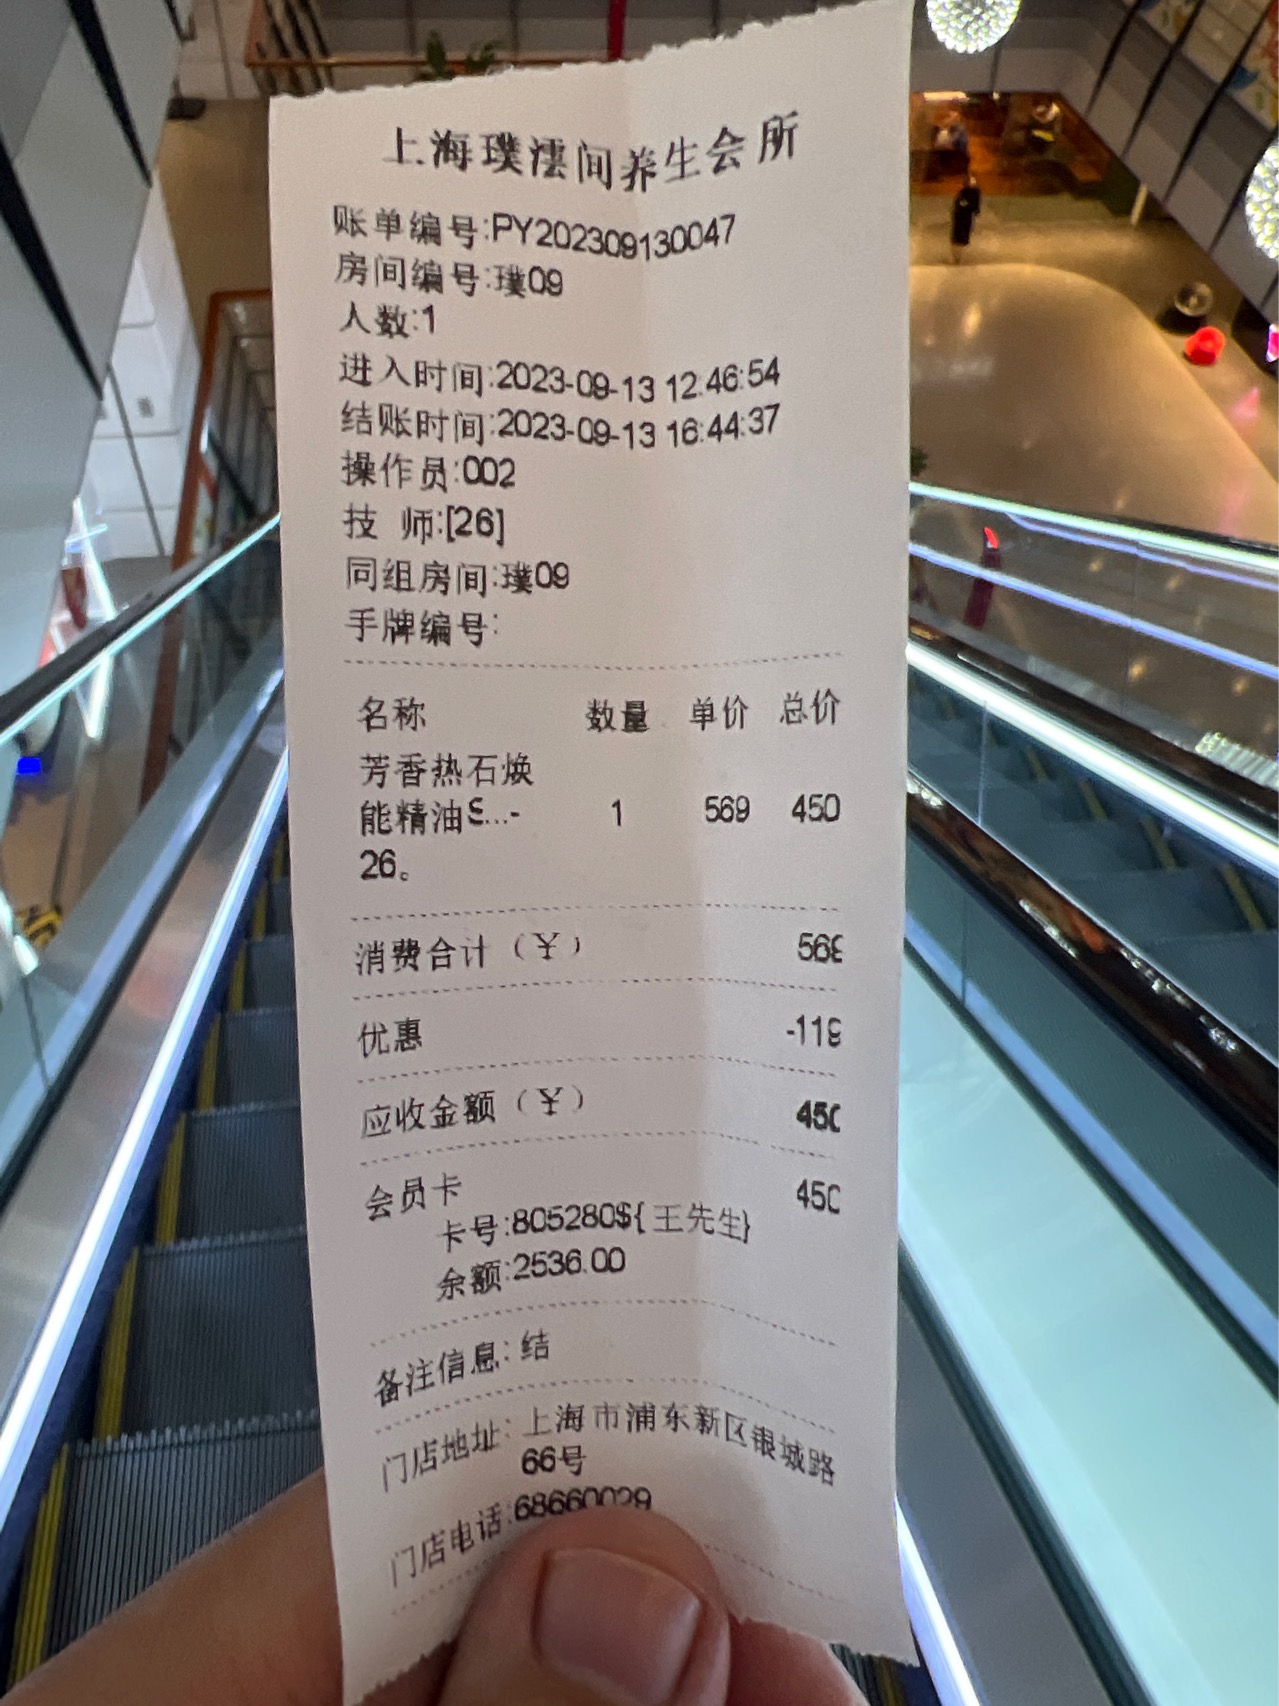 上海璞澐间养生会所
账单编号:PY202309130047
房间编号:璞09
人数:1
进入时间:2023-09-13 12:46:54
结账时间:2023-09-13 16:44:37
操作员:002
技 师:[26]
同组房间:璞09
手牌编号:
名称 数量 单价 总价
芳香热石焕
能精油S...- 1 569 450
26。
消费合计（¥） 569
优惠 -119
应收金额（¥） 450
会员卡 450
卡号:805280${王先生}
余额:2536.00
备注信息: 结
门店地址: 上海市浦东新区银城路
66号
门店电话:68660029